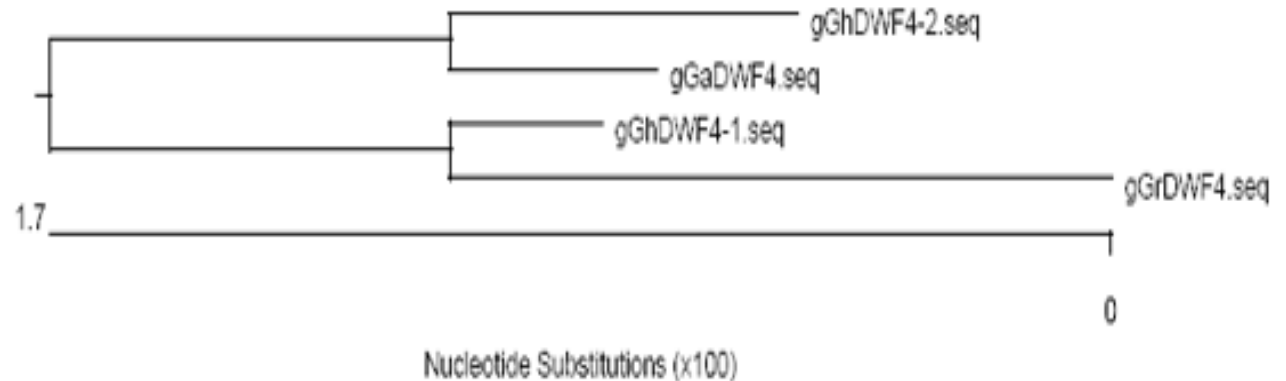 gGhDWF4-2.seq
gGaDWF4.seq
gGhDWF4-1.seq
gGrDWF4.seq
1.7
0
Nucleotide Substitutions (x100)